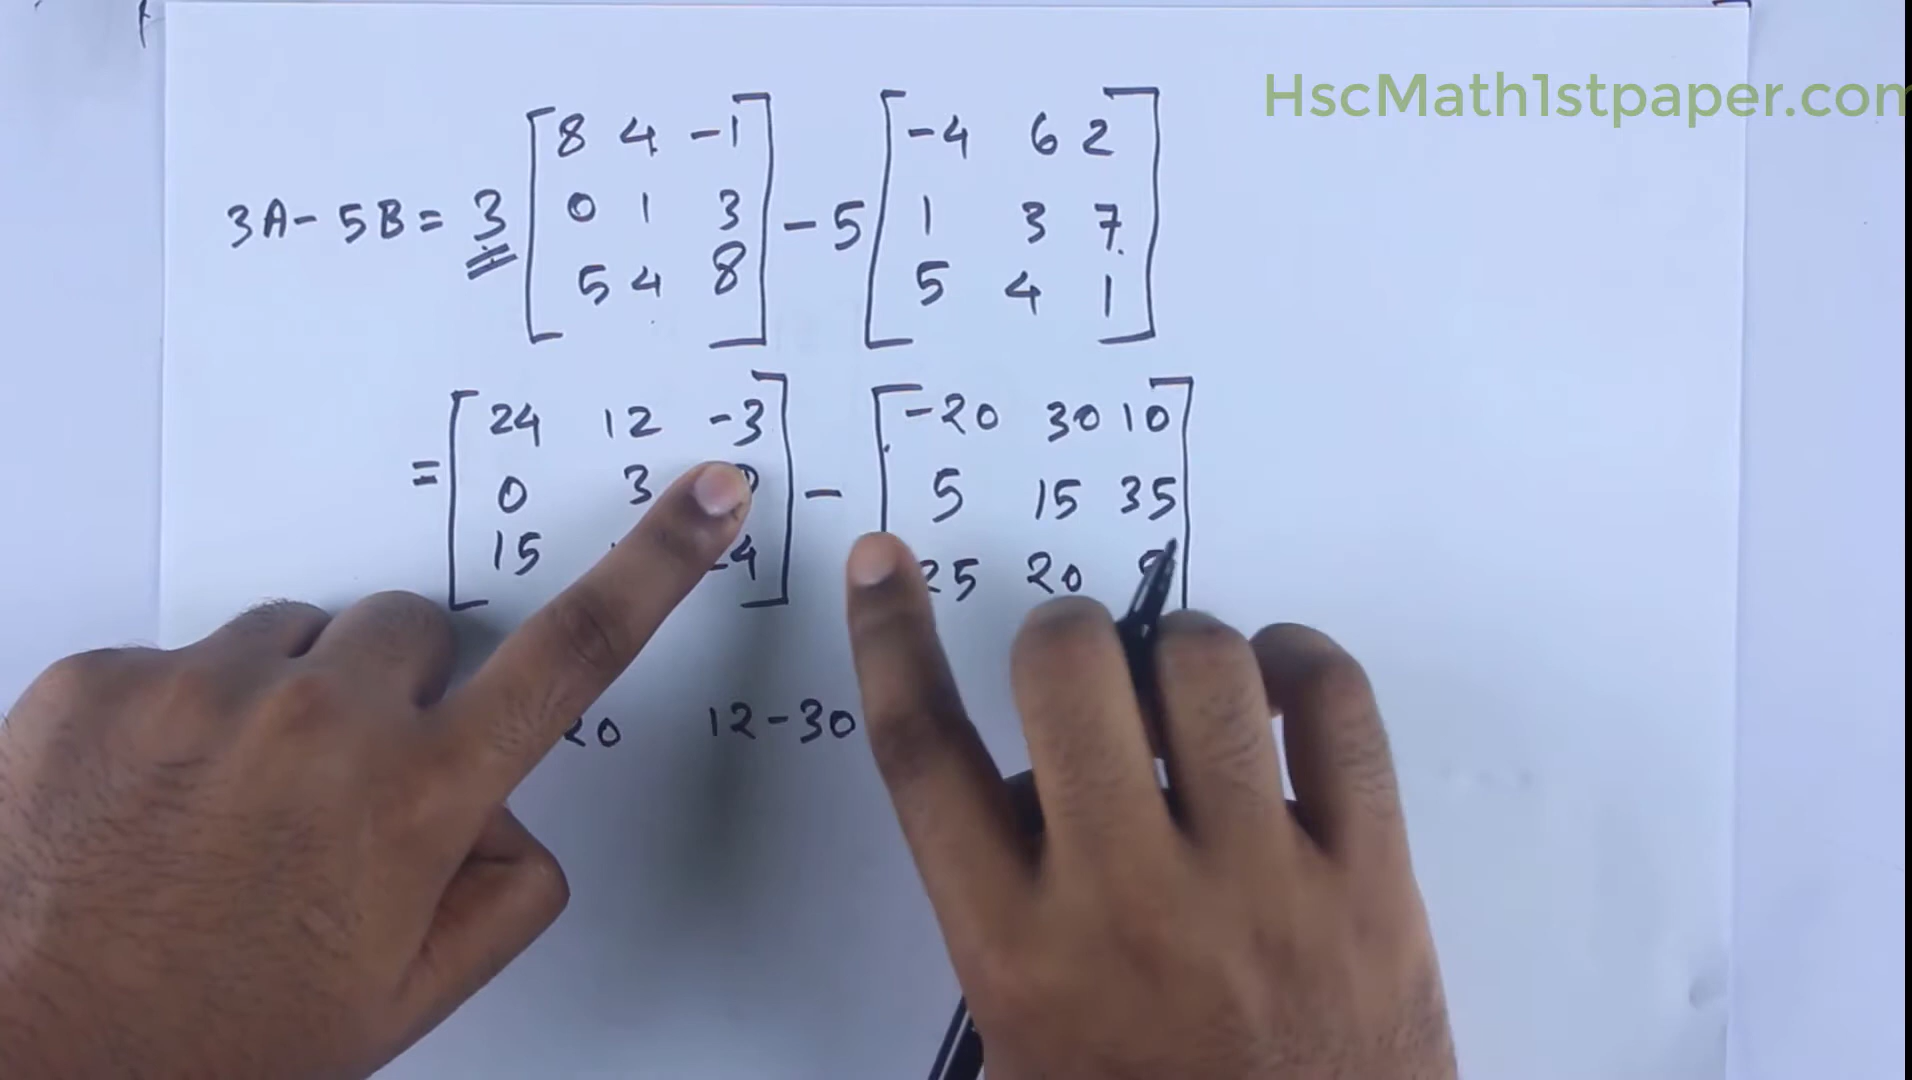 HscMath1stpaper.com
8 4 -1 -4 6 2
3A - 5B = 3 0 1 3 - 5 1 3 7
5 4 8 5 4 1
24 12 -3 -20 30 10
= 0 3 - 5 15 35
15 25 20
20 12-30